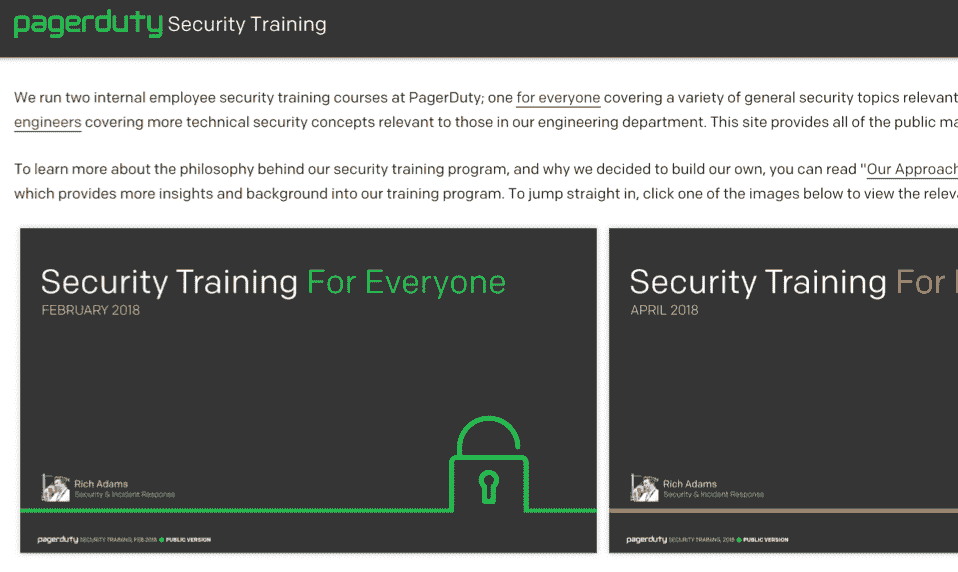 pagerduty Security Training
We run two internal employee security training courses at PagerDuty; one for everyone covering a variety of general security topics relevant
engineers covering more technical security concepts relevant to those in our engineering department. This site provides all of the public ma
To learn more about the philosophy behind our security training program, and why we decided to build our own, you can read "Our Approach
which provides more insights and background into our training program. To jump straight in, click one of the images below to view the releva
Security Training For Everyone
FEBRUARY 2018
Rich Adams
Security & Incident Response
pagerduty SECURITY TRAINING, FEB 2018 PUBLIC VERSION
Security Training For
APRIL 2018
Rich Adams
Security & Incident Response
pagerduty SECURITY TRAINING, 2018 PUBLIC VERSION